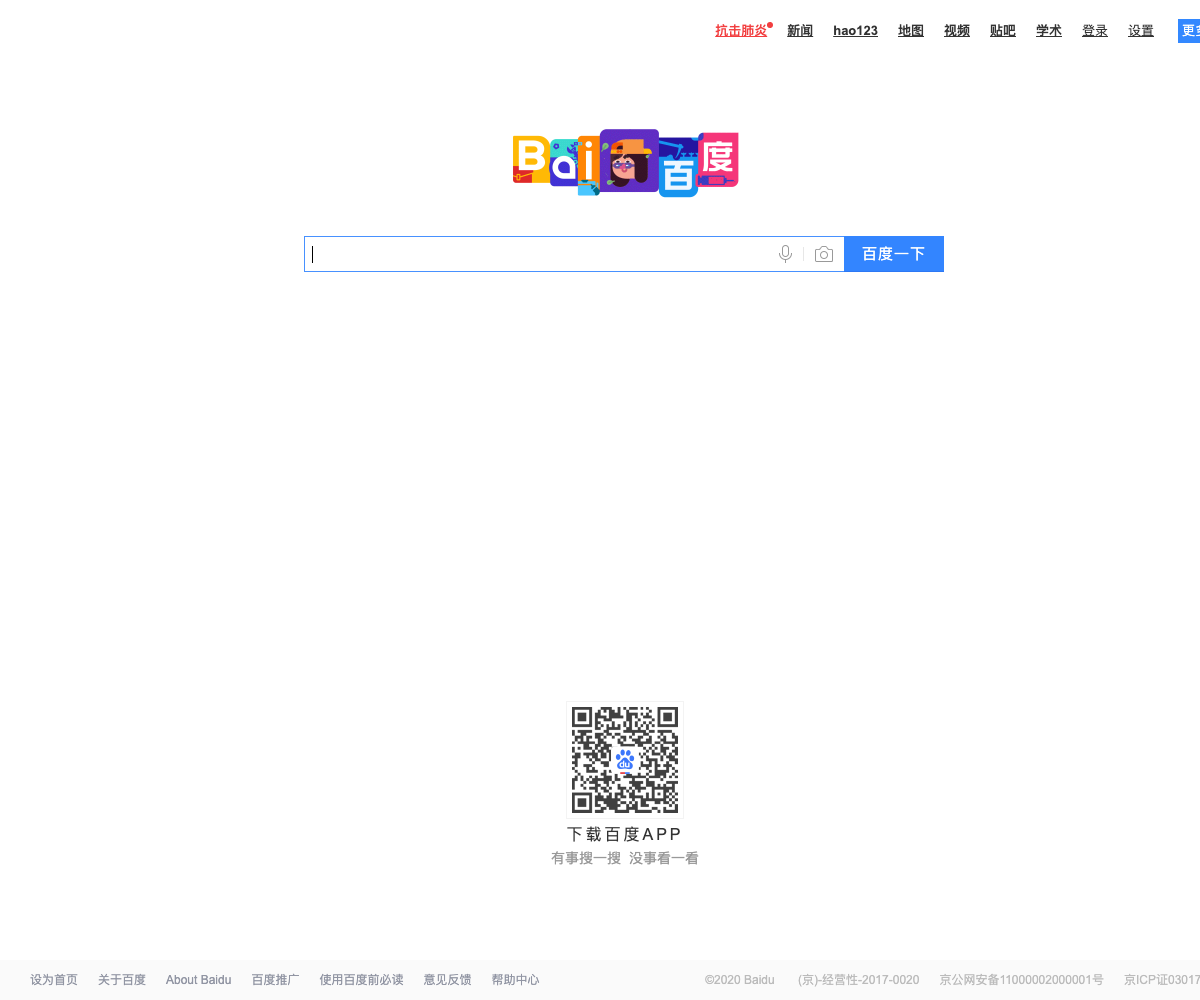 抗击肺炎 新闻 hao123 地图 视频 贴吧 学术 登录 设置
Bai 百度
百度一下
du
下载百度APP
有事搜一搜 没事看一看
设为首页 关于百度 About Baidu 百度推广 使用百度前必读 意见反馈 帮助中心 ©2020 Baidu (京)-经营性-2017-0020 京公网安备11000002000001号 京ICP证03017